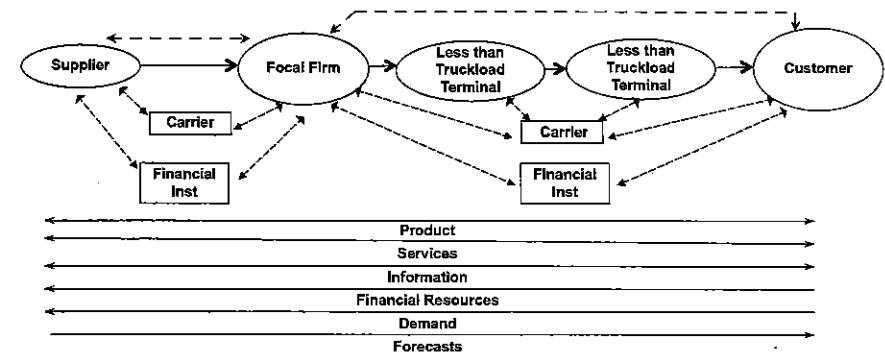 Supplier
Focal Firm
Less than
Truckload
Terminal
Less than
Truckload
Terminal
Customer
Carrier
Carrier
Financial
Inst
Financial
Inst
Product
Services
Information
Financial Resources
Demand
Forecasts